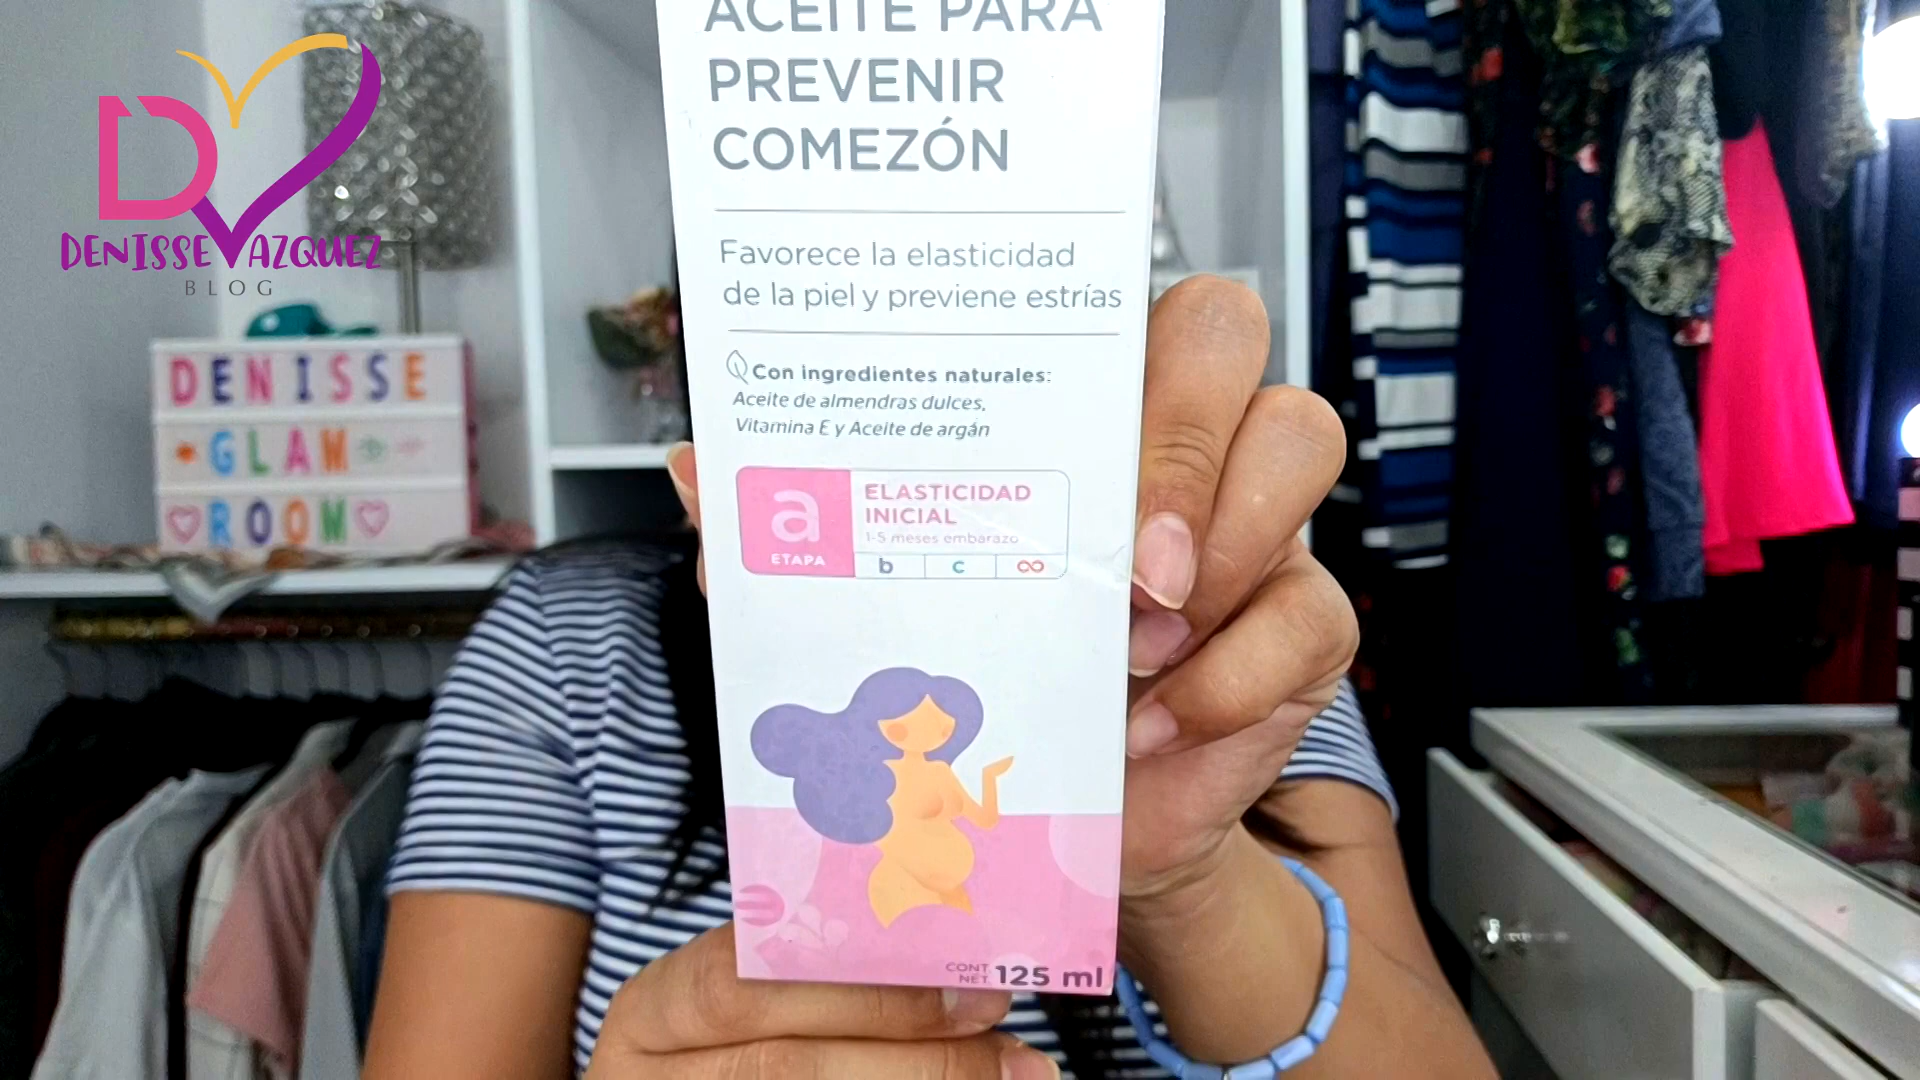 DENISSE VAZQUEZ
BLOG
DENISSE
GLAM
ROOM
ACEITE PARA
PREVENIR
COMEZÓN
Favorece la elasticidad
de la piel y previene estrías
Con ingredientes naturales:
Aceite de almendras dulces,
Vitamina E y Aceite de argán
a
ETAPA
ELASTICIDAD
INICIAL
1-5 meses embarazo
b c ∞
CONT.
NET. 125 ml